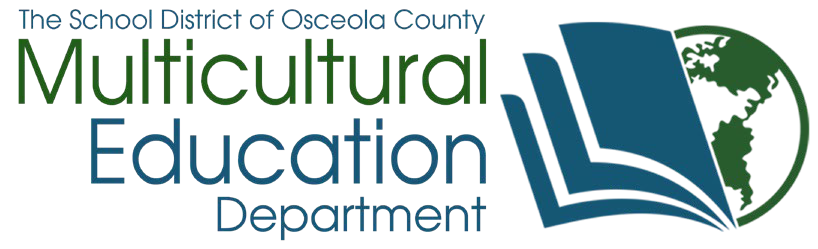 The School District of Osceola County
Multicultural
Education
Department